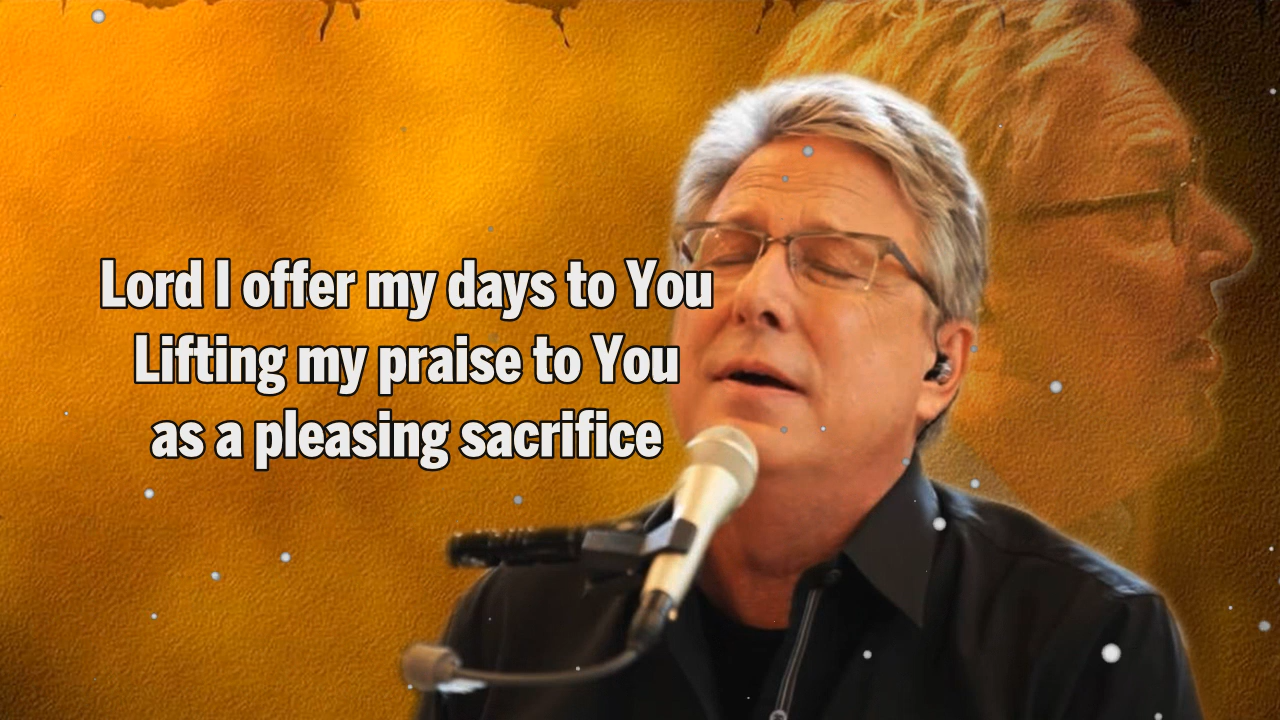 Lord I offer my days to You
Lifting my praise to You
as a pleasing sacrifice